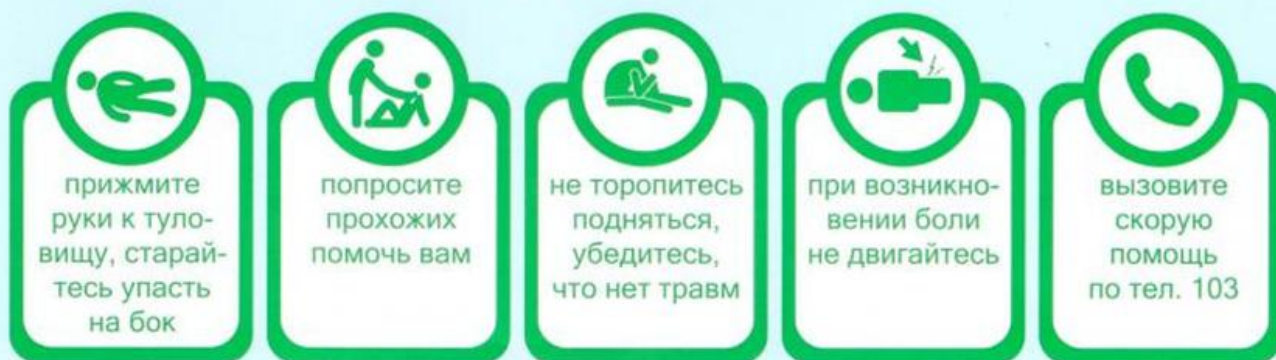 прижмите
руки к туло-
вищу, старай-
тесь упасть
на бок
попросите
прохожих
помочь вам
не торопитесь
подняться,
убедитесь,
что нет травм
при возникно-
вении боли
не двигайтесь
вызовите
скорую
помощь
по тел. 103